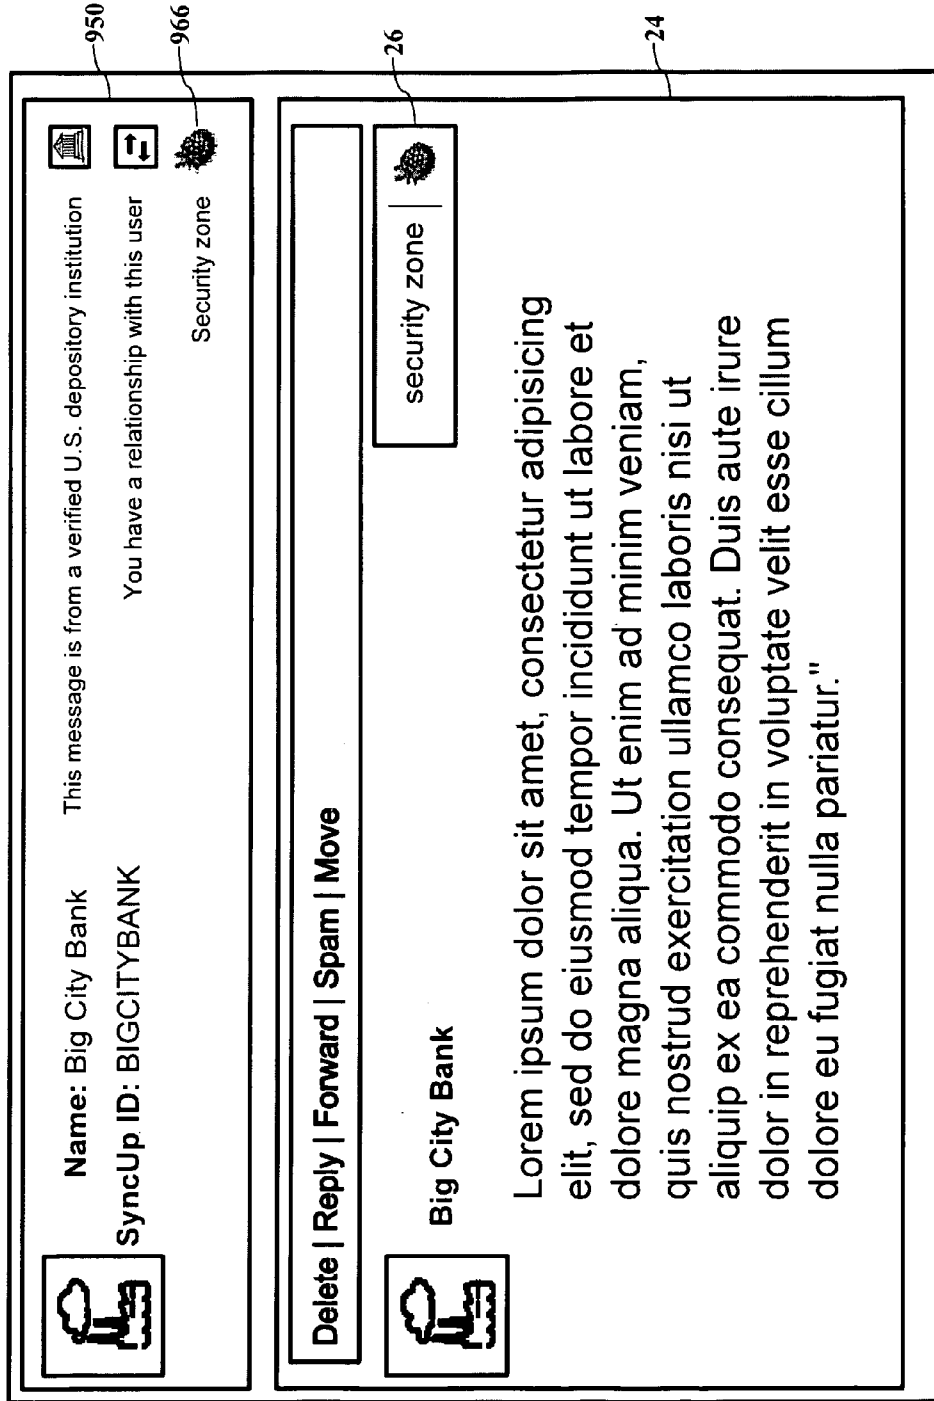 Name: Big City Bank
SyncUp ID: BIGCITYBANK
This message is from a verified U.S. depository institution
You have a relationship with this user
Security zone
950
966
Delete | Reply | Forward | Spam | Move
Big City Bank
security zone |
26
Lorem ipsum dolor sit amet, consectetur adipisicing
elit, sed do eiusmod tempor incididunt ut labore et
dolore magna aliqua. Ut enim ad minim veniam,
quis nostrud exercitation ullamco laboris nisi ut
aliquip ex ea commodo consequat. Duis aute irure
dolor in reprehenderit in voluptate velit esse cillum
dolore eu fugiat nulla pariatur."
24